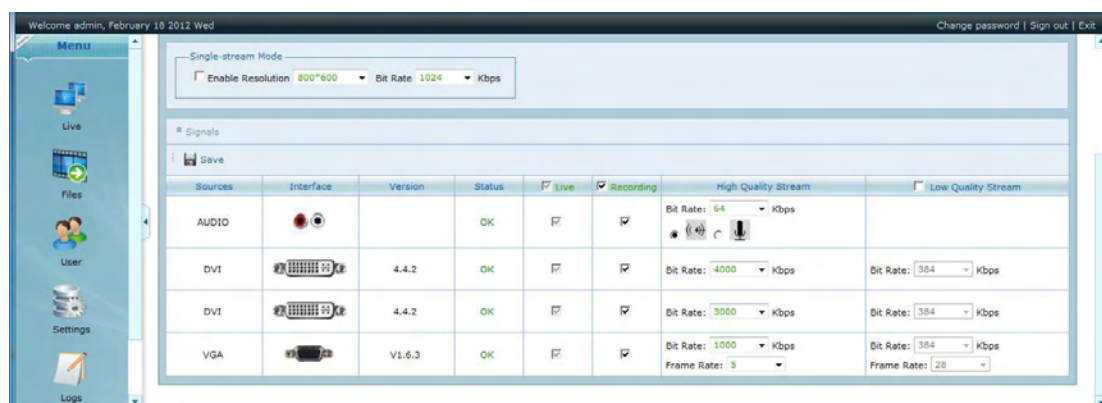 Welcome admin, February 18 2012 Wed Change password | Sign out | Exit
Menu
Live
Files
User
Settings
Logs
Single-stream Mode
Enable Resolution 800*600 Bit Rate 1024 Kbps
Signals
Save
Sources Interface Version Status Live Recording High Quality Stream Low Quality Stream
AUDIO OK Bit Rate: 64 Kbps
DVI 4.4.2 OK Bit Rate: 4000 Kbps Bit Rate: 384 Kbps
DVI 4.4.2 OK Bit Rate: 3000 Kbps Bit Rate: 384 Kbps
VGA V1.6.3 OK Bit Rate: 1000 Kbps Bit Rate: 384 Kbps
Frame Rate: 5 Frame Rate: 28